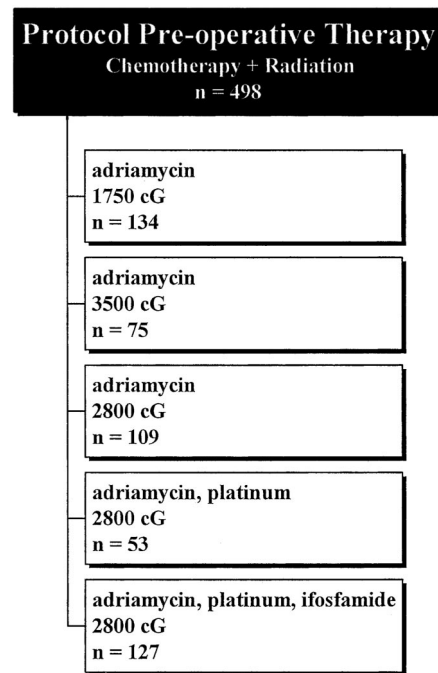 Protocol Pre-operative Therapy
Chemotherapy + Radiation
n = 498
adriamycin
1750 cG
n = 134
adriamycin
3500 cG
n = 75
adriamycin
2800 cG
n = 109
adriamycin, platinum
2800 cG
n = 53
adriamycin, platinum, ifosfamide
2800 cG
n = 127